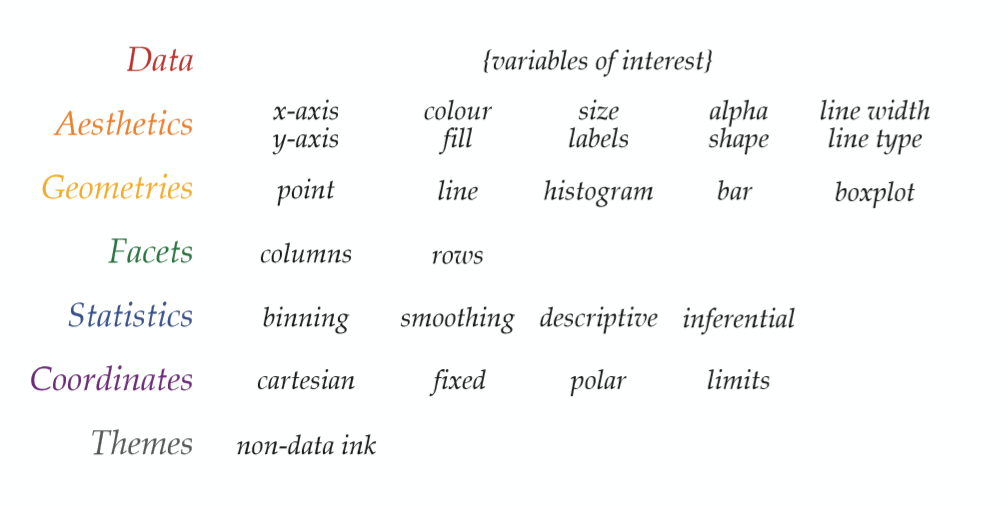 Data {variables of interest}
Aesthetics x-axis colour size alpha line width
y-axis fill labels shape line type
Geometries point line histogram bar boxplot
Facets columns rows
Statistics binning smoothing descriptive inferential
Coordinates cartesian fixed polar limits
Themes non-data ink